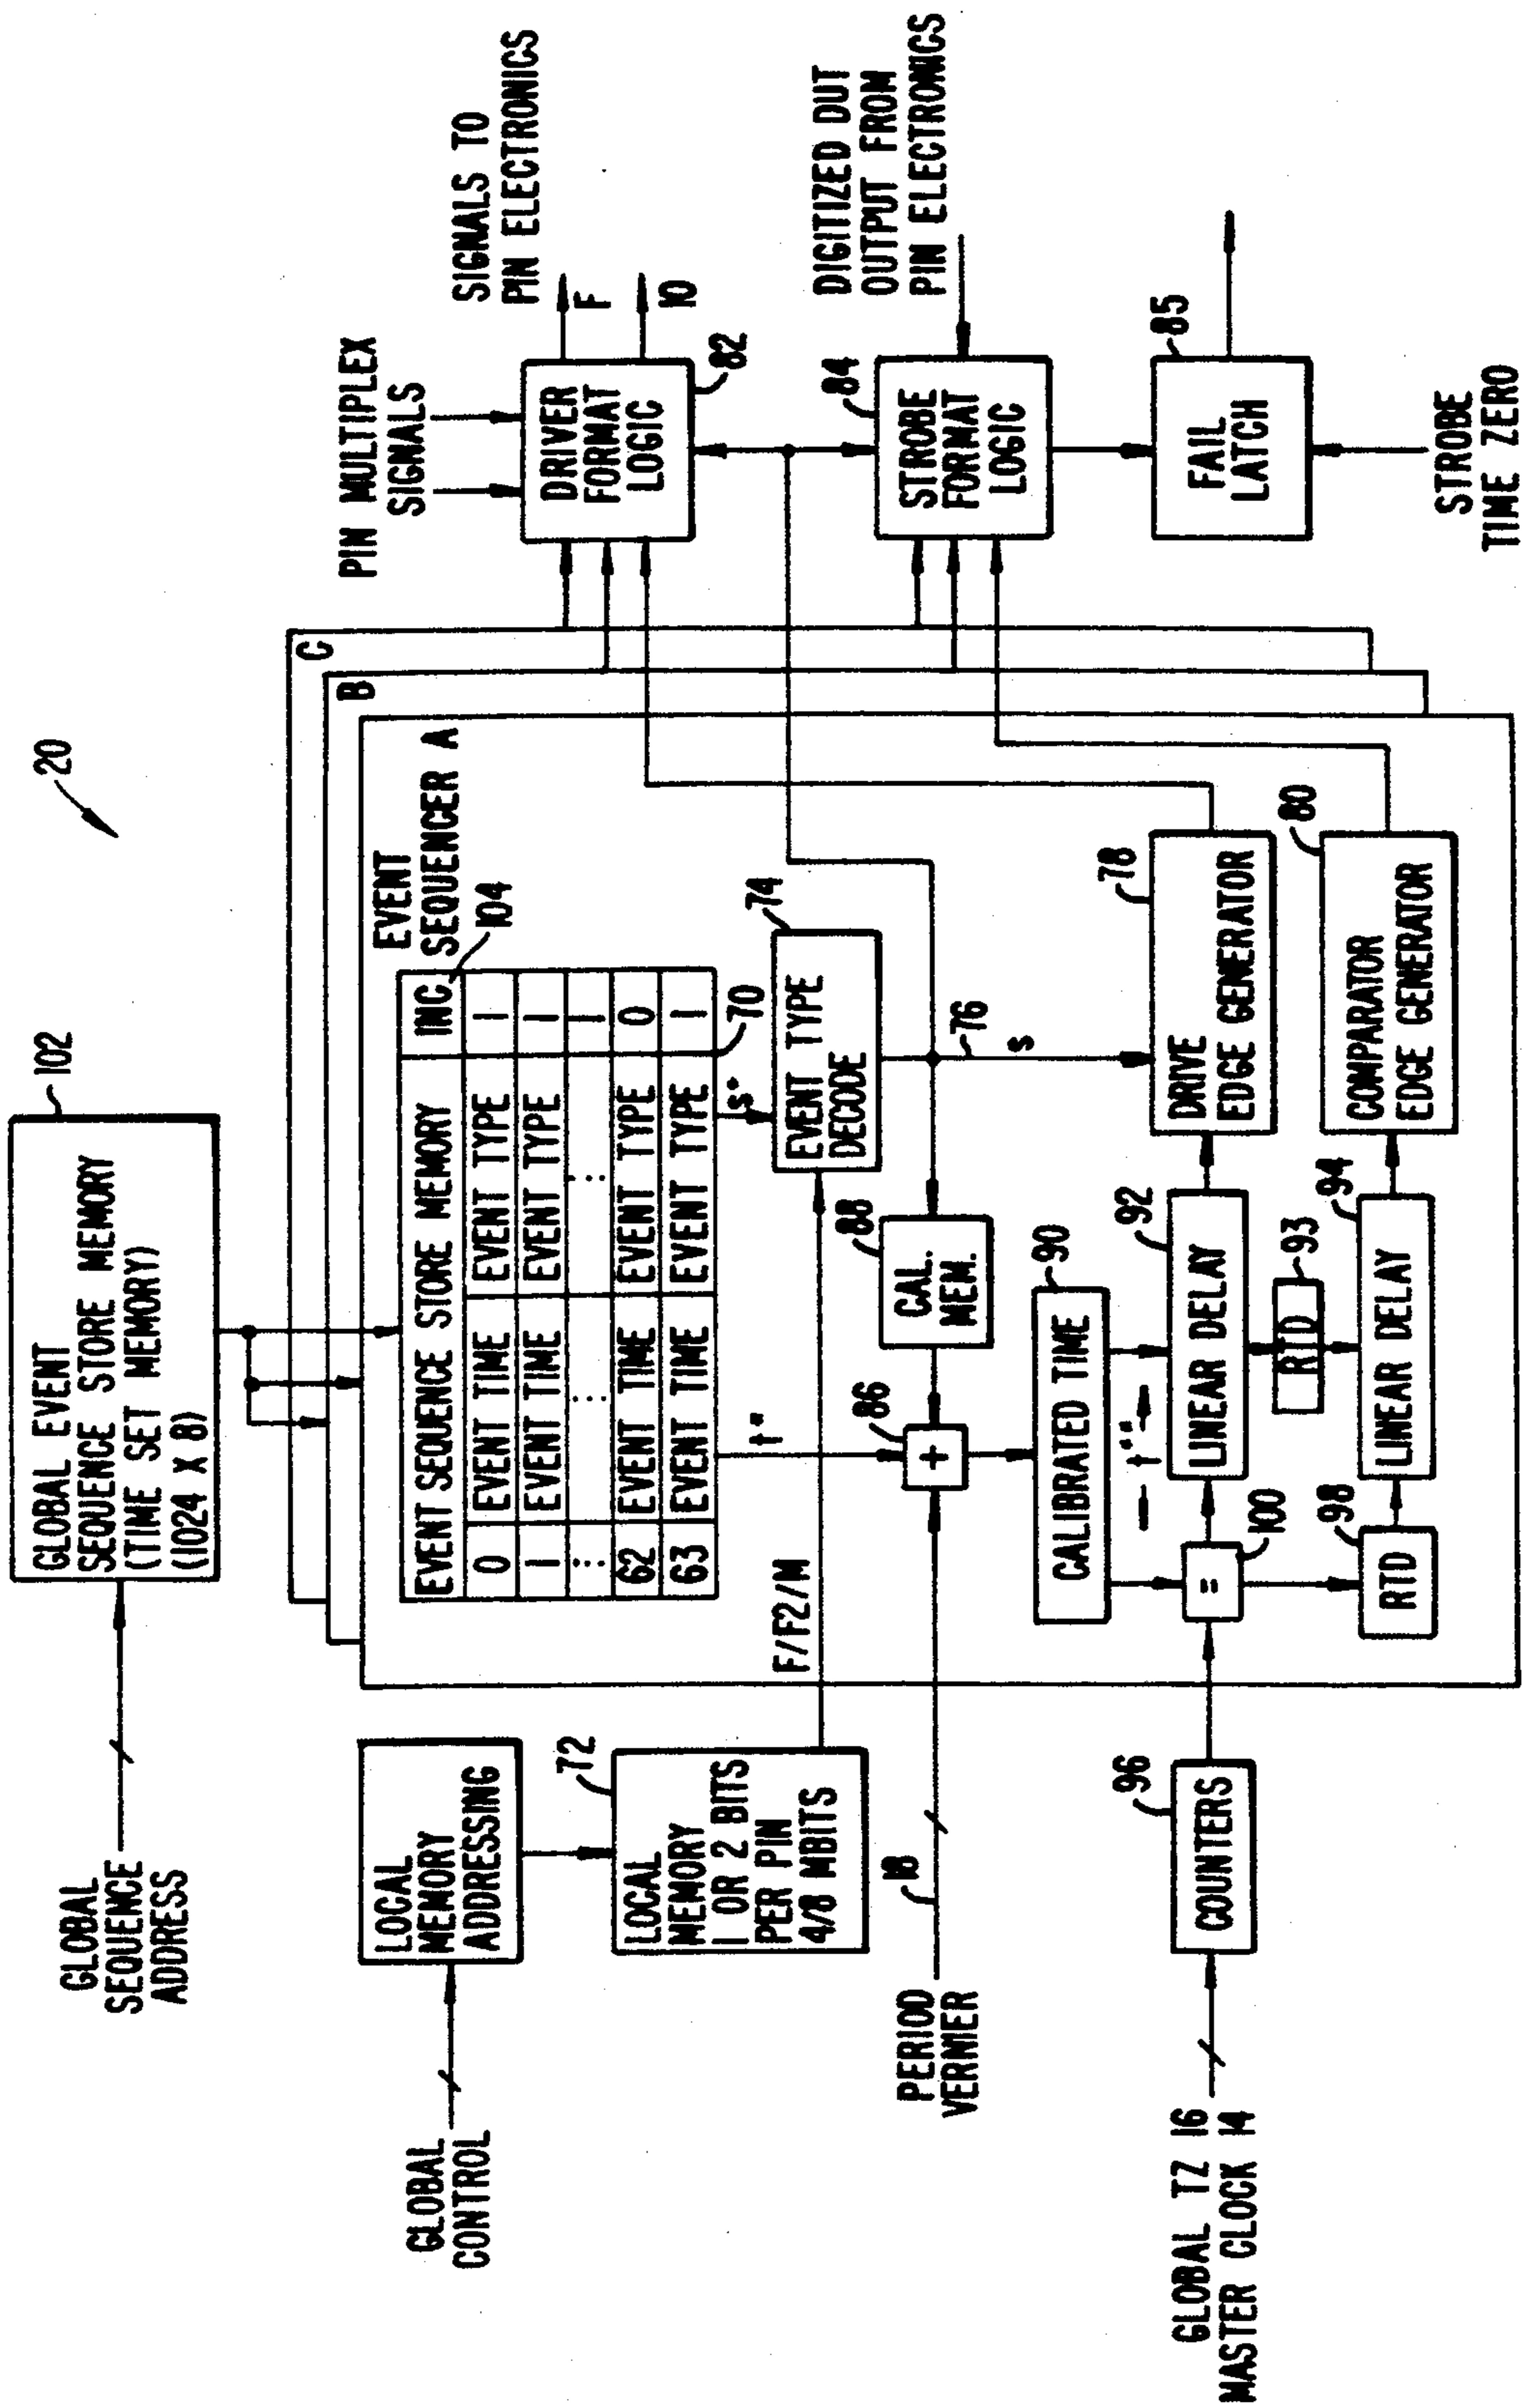 20
102
GLOBAL EVENT
SEQUENCE STORE MEMORY
(TIME SET MEMORY)
(1024 X 8)
GLOBAL
SEQUENCE
ADDRESS
C
B
EVENT
SEQUENCER A
104
EVENT SEQUENCE STORE MEMORY INC.
0 EVENT TIME EVENT TYPE 1
1 EVENT TIME EVENT TYPE 1
... ... ... 1
62 EVENT TIME EVENT TYPE 0
63 EVENT TIME EVENT TYPE 1
70
GLOBAL
CONTROL
LOCAL
MEMORY
ADDRESSING
72
LOCAL
MEMORY
1 OR 2 BITS
PER PIN
4/8 MBITS
F/F2/M
s*
74
EVENT TYPE
DECODE
76
s
t*
PERIOD
VERNIER
18
86
+
88
CAL.
MEM.
90
CALIBRATED TIME
t**
GLOBAL TZ 16
MASTER CLOCK 14
96
COUNTERS
=
100
92
LINEAR DELAY
78
DRIVE
EDGE GENERATOR
93
RTD
98
RTD
94
LINEAR DELAY
80
COMPARATOR
EDGE GENERATOR
PIN MULTIPLEX
SIGNALS
SIGNALS TO
PIN ELECTRONICS
F
IO
82
DRIVER
FORMAT
LOGIC
DIGITIZED DUT
OUTPUT FROM
PIN ELECTRONICS
84
STROBE
FORMAT
LOGIC
85
FAIL
LATCH
STROBE
TIME ZERO